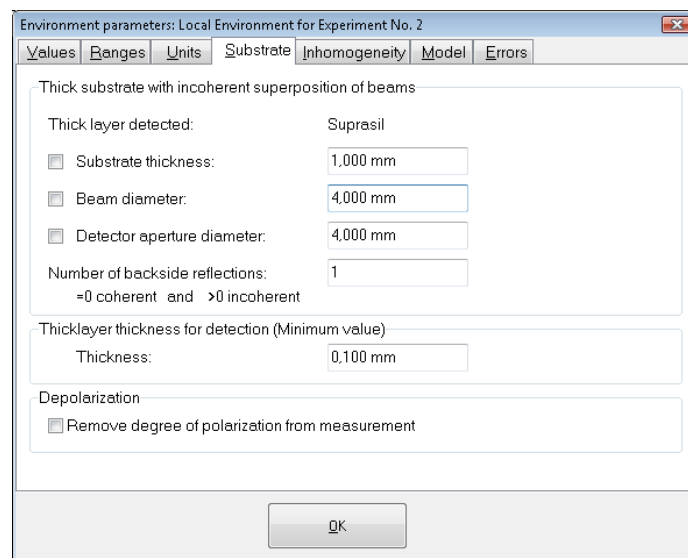 Environment parameters: Local Environment for Experiment No. 2
Values Ranges Units Substrate Inhomogeneity Model Errors
Thick substrate with incoherent superposition of beams
Thick layer detected: Suprasil
Substrate thickness: 1,000 mm
Beam diameter: 4,000 mm
Detector aperture diameter: 4,000 mm
Number of backside reflections: 1
=0 coherent and >0 incoherent
Thicklayer thickness for detection (Minimum value)
Thickness: 0,100 mm
Depolarization
Remove degree of polarization from measurement
OK